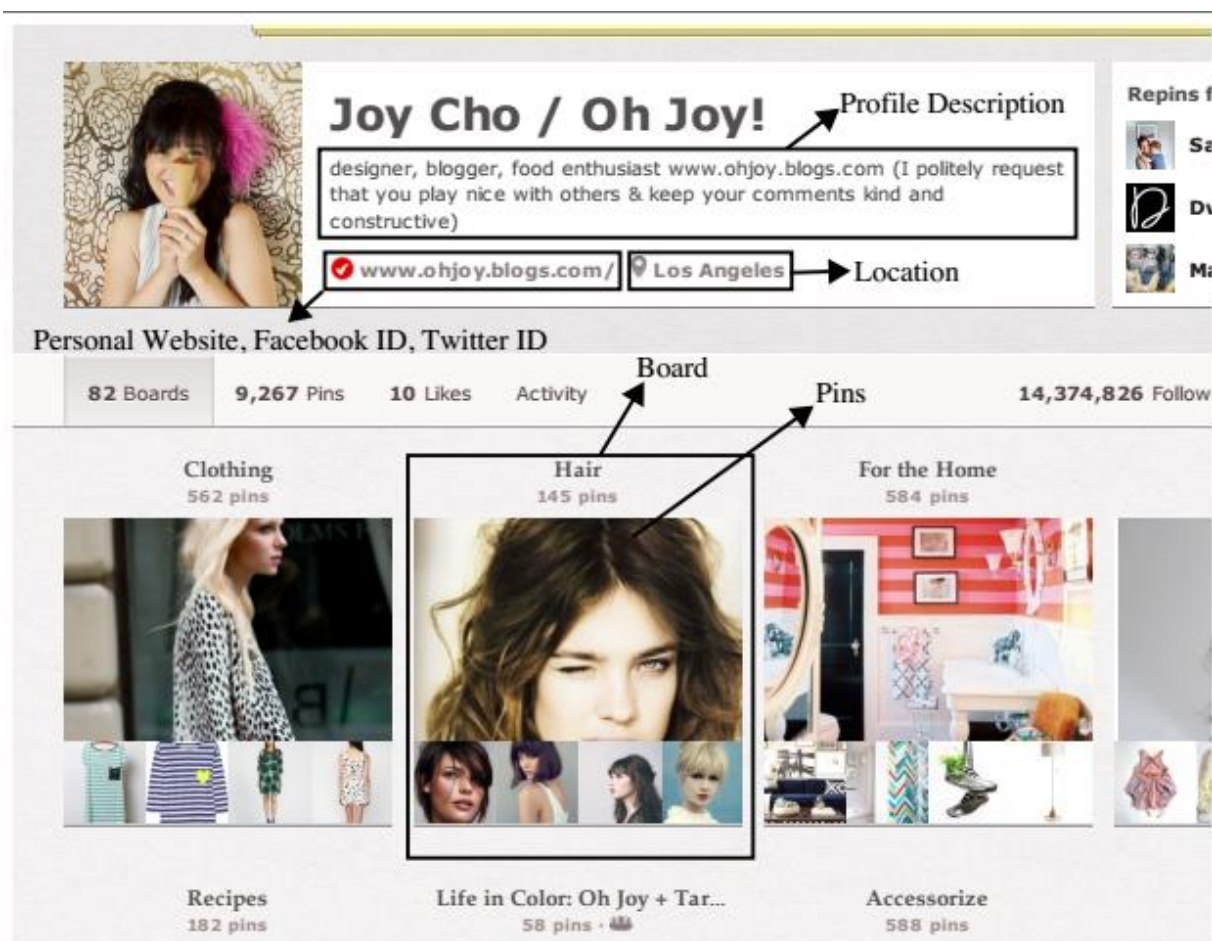 Joy Cho / Oh Joy!
Profile Description
designer, blogger, food enthusiast www.ohjoy.blogs.com (I politely request
that you play nice with others & keep your comments kind and
constructive)
www.ohjoy.blogs.com/
Los Angeles
Location
Repins f
Sa
Dv
Ma
Personal Website, Facebook ID, Twitter ID
82 Boards
9,267 Pins
10 Likes
Activity
Board
Pins
14,374,826 Follow
Clothing
562 pins
Hair
145 pins
For the Home
584 pins
Recipes
182 pins
Life in Color: Oh Joy + Tar...
58 pins ·
Accessorize
588 pins